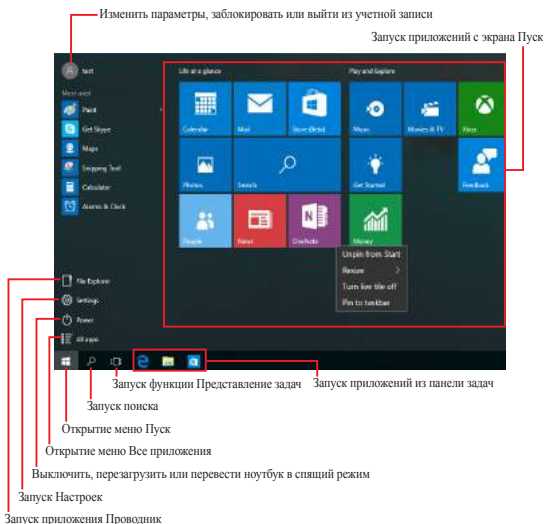 Изменить параметры, заблокировать или выйти из учетной записи
Запуск приложений с экрана Пуск
test
Life at a glance
Play and Explore
Most used
Paint
Get Skype
Maps
Snipping Tool
Calculator
Alarms & Clock
Calendar
Mail
Store (Beta)
Music
Movies & TV
Xbox
Photos
Search
Get Started
Feedback
People
News
OneNote
Money
Unpin from Start
Resize
Turn live tile off
Pin to taskbar
File Explorer
Settings
Power
All apps
Запуск функции Представление задач
Запуск приложений из панели задач
Запуск поиска
Открытие меню Пуск
Открытие меню Все приложения
Выключить, перезагрузить или перевести ноутбук в спящий режим
Запуск Настроек
Запуск приложения Проводник